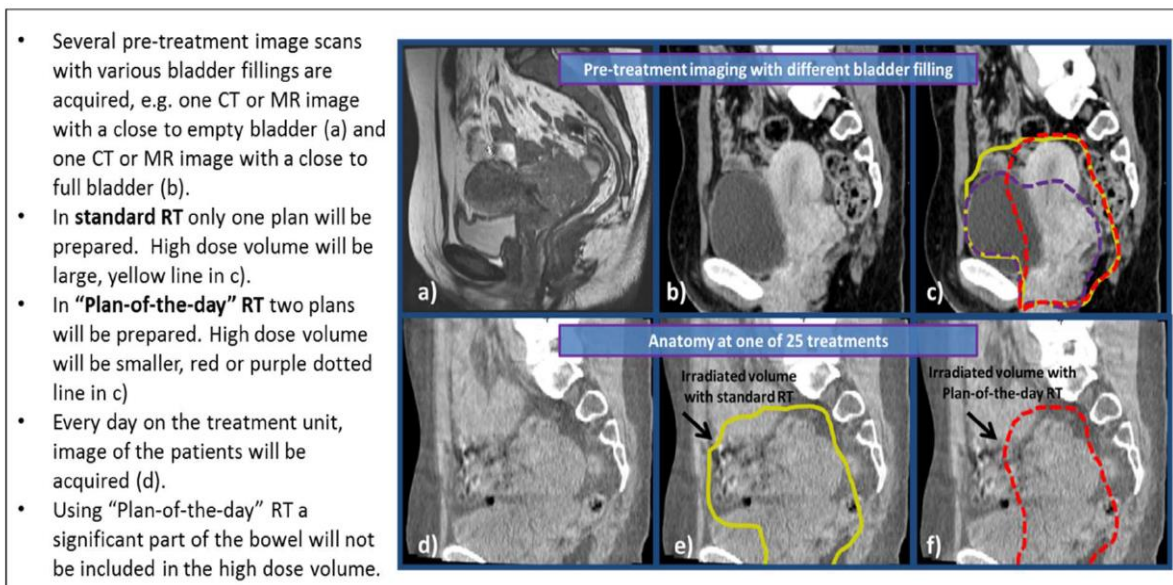 • Several pre-treatment image scans
with various bladder fillings are
acquired, e.g. one CT or MR image
with a close to empty bladder (a) and
one CT or MR image with a close to
full bladder (b).
• In standard RT only one plan will be
prepared. High dose volume will be
large, yellow line in c).
• In “Plan-of-the-day” RT two plans
will be prepared. High dose volume
will be smaller, red or purple dotted
line in c)
• Every day on the treatment unit,
image of the patients will be
acquired (d).
• Using “Plan-of-the-day” RT a
significant part of the bowel will not
be included in the high dose volume.
Pre-treatment imaging with different bladder filling
a)
b)
c)
Anatomy at one of 25 treatments
Irradiated volume
with standard RT
Irradiated volume with
Plan-of-the-day RT
d)
e)
f)